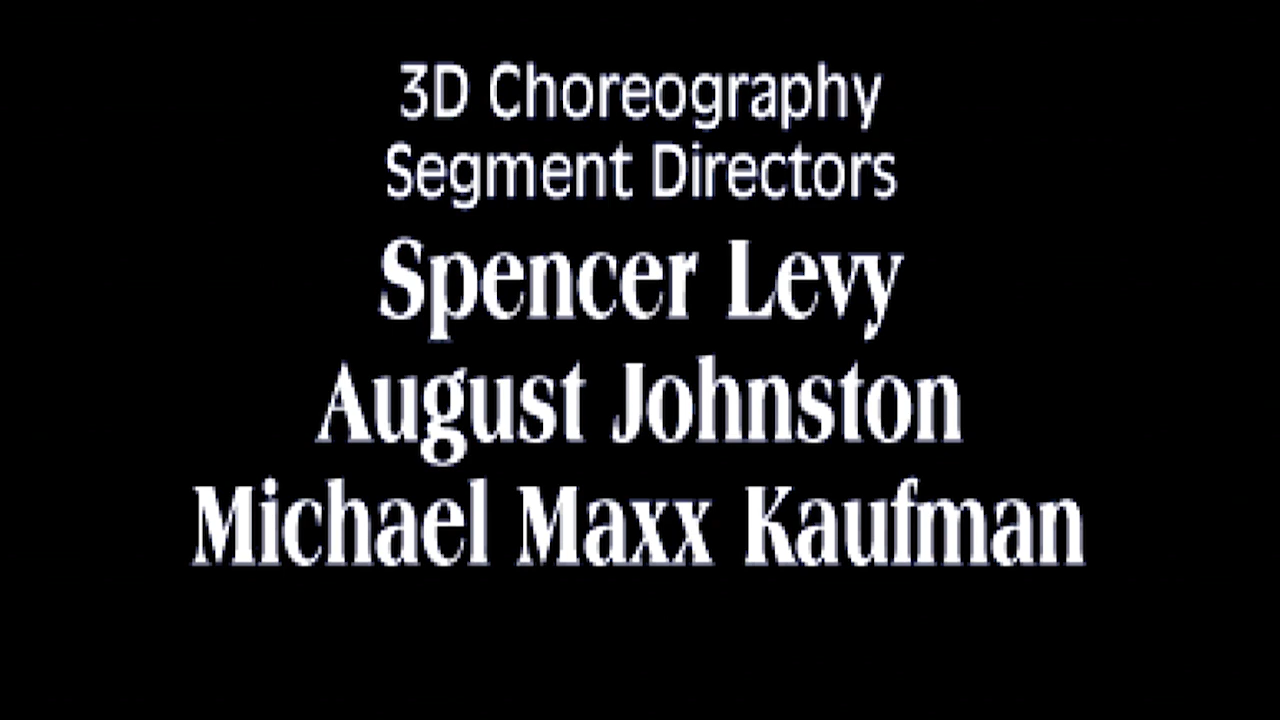 3D Choreography
Segment Directors
Spencer Levy
August Johnston
Michael Maxx Kaufman